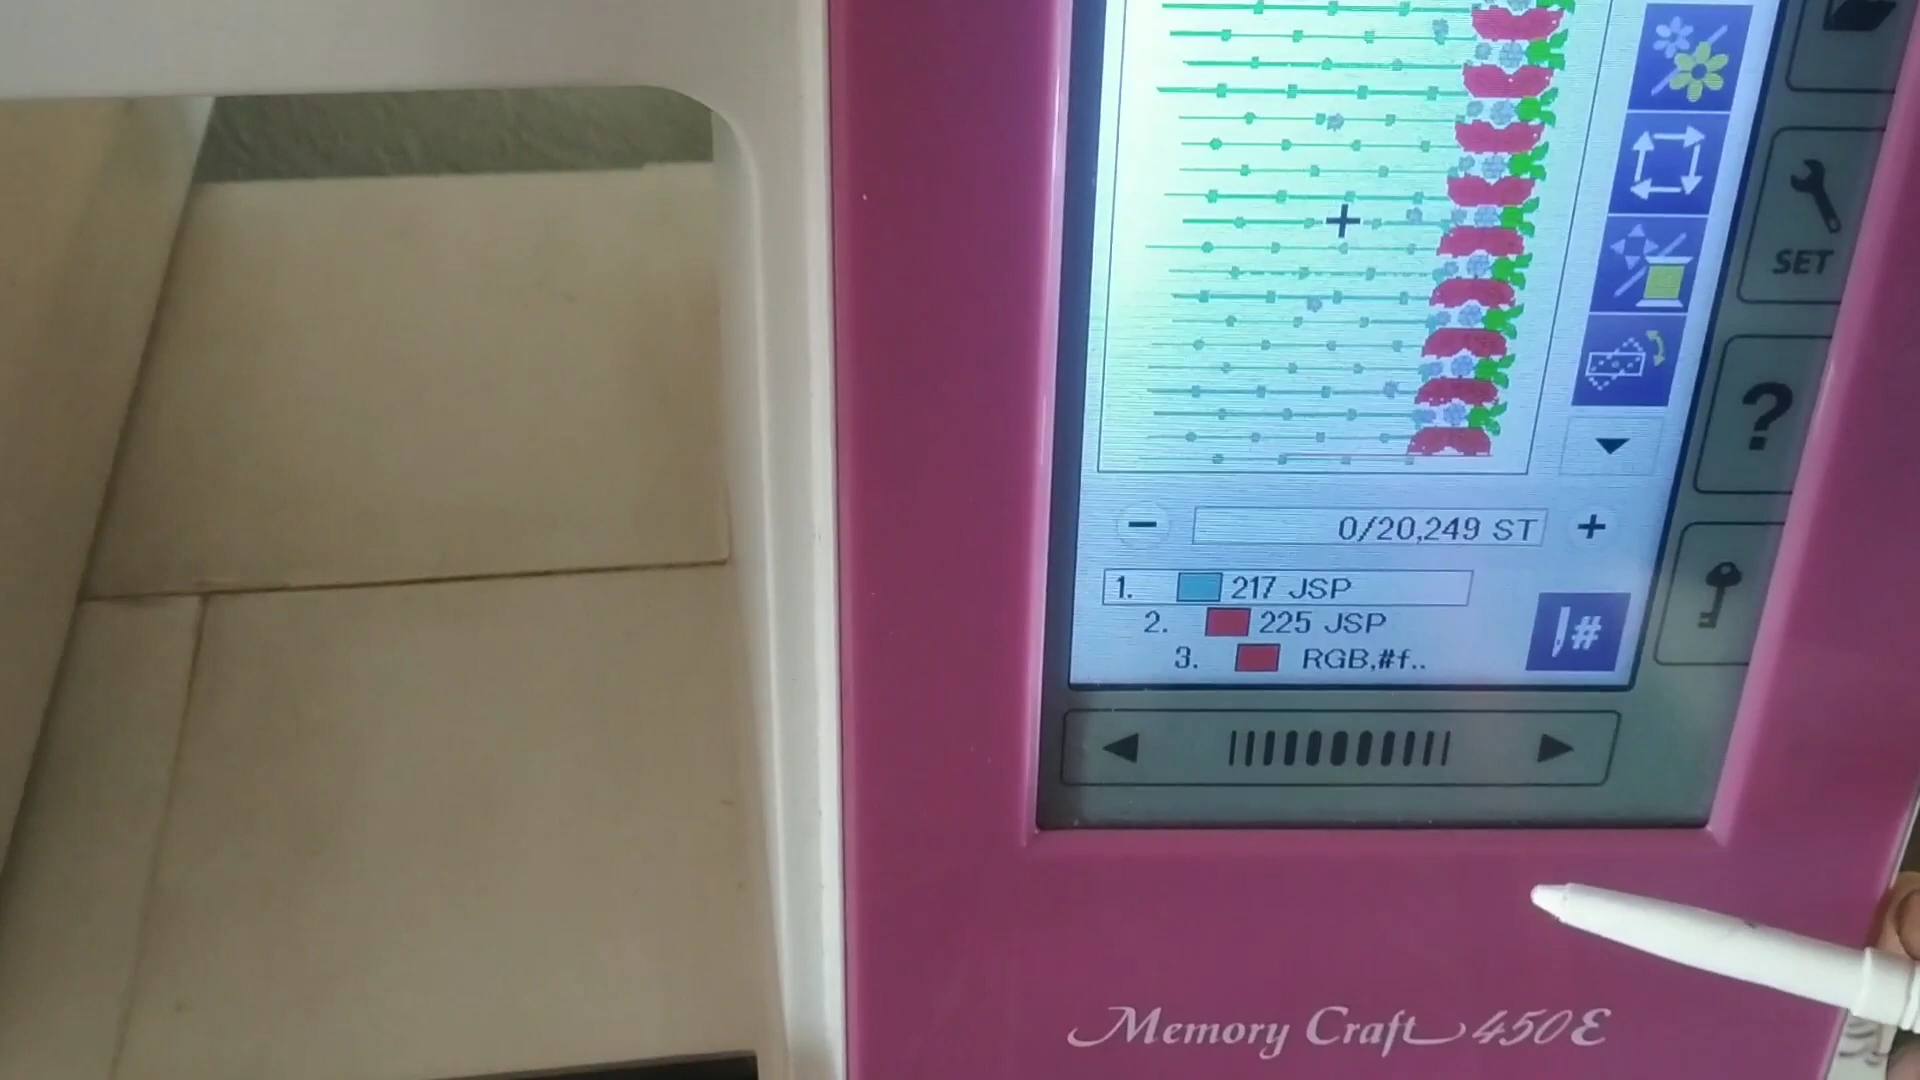 SET
?
− 0/20,249 ST +
1. 217 JSP
2. 225 JSP
3. RGB,#f..
#
Memory Craft 450E